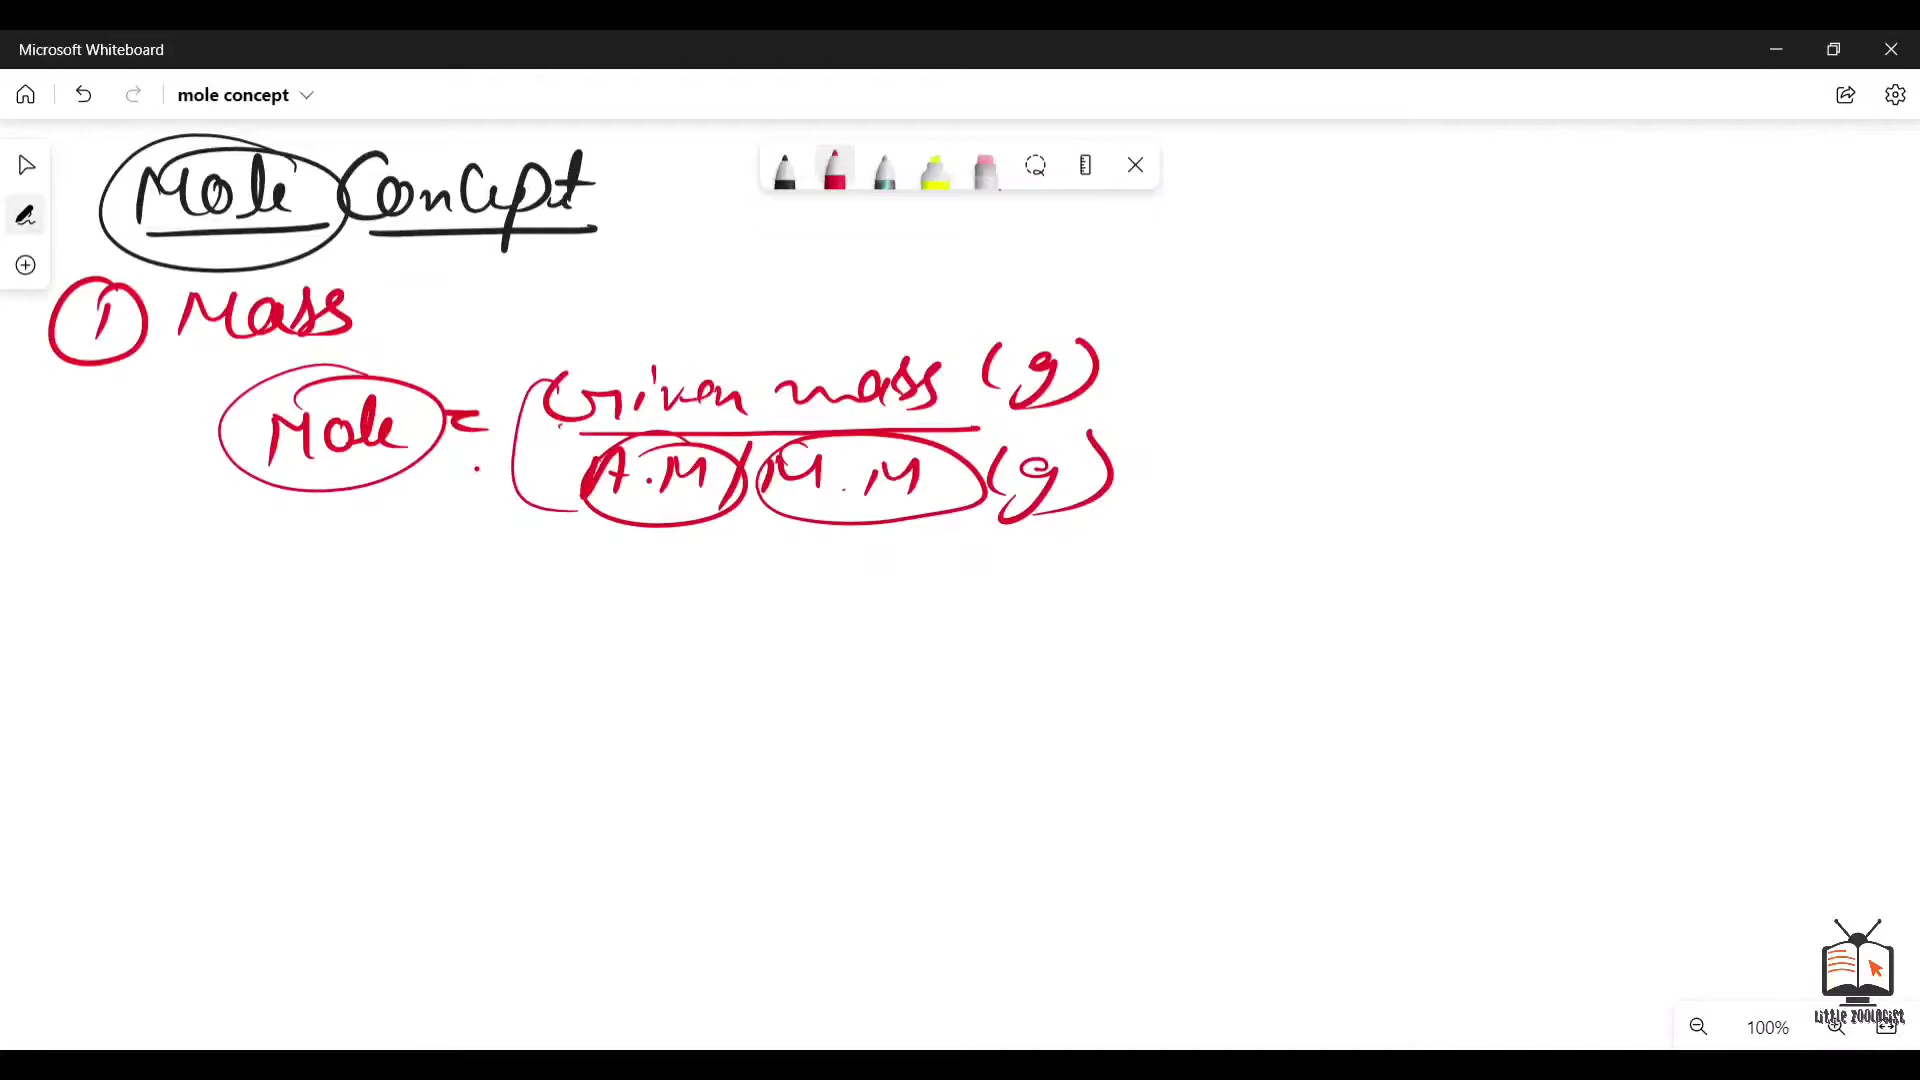 Microsoft Whiteboard
mole concept
Mole Concept
1 Mass
Mole = Given mass (g)
A.M / M.M (g)
LITTLE ZOOLOGIST
100%